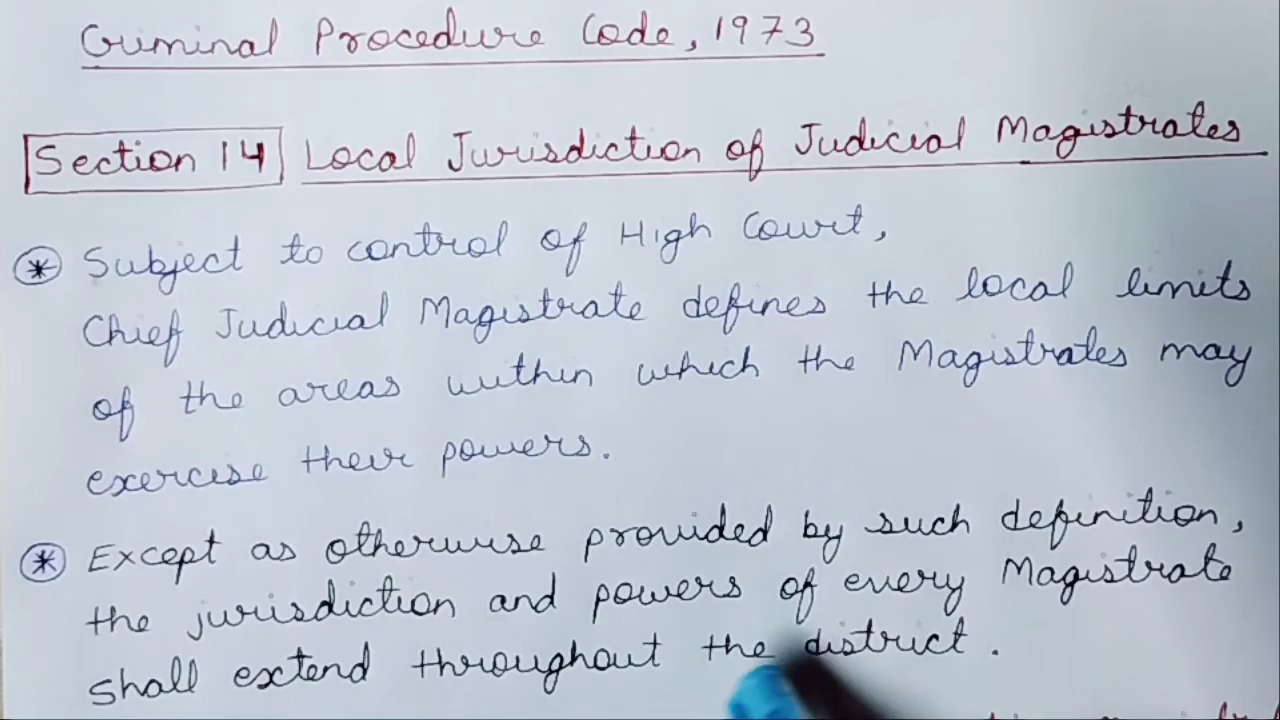 Criminal Procedure Code, 1973
Section 14 Local Jurisdiction of Judicial Magistrates
* Subject to control of High Court,
Chief Judicial Magistrate defines the local limits
of the areas within which the Magistrates may
exercise their powers.
* Except as otherwise provided by such definition,
the jurisdiction and powers of every Magistrate
shall extend throughout the district.